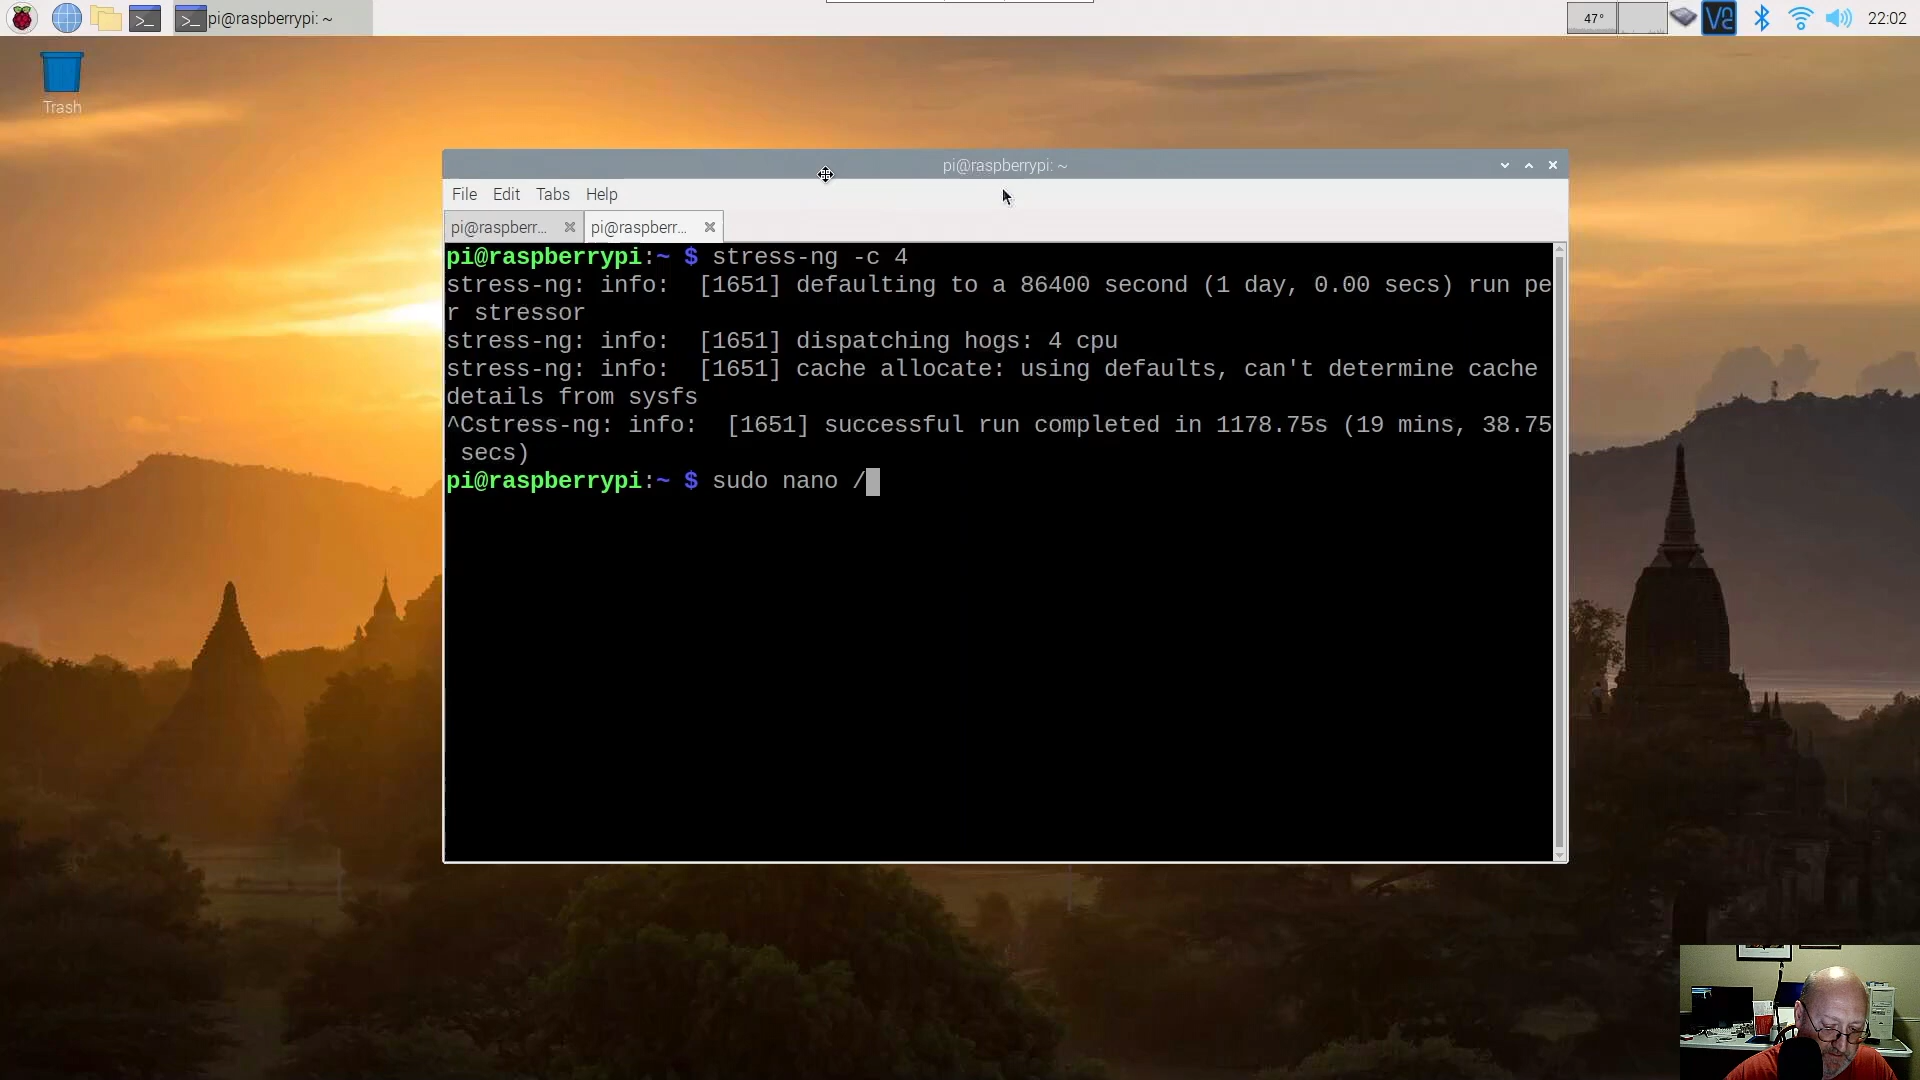 pi@raspberrypi: ~
47°
22:02
Trash
pi@raspberrypi: ~
File Edit Tabs Help
pi@raspberr...
pi@raspberr...
pi@raspberrypi:~ $ stress-ng -c 4
stress-ng: info:  [1651] defaulting to a 86400 second (1 day, 0.00 secs) run pe
r stressor
stress-ng: info:  [1651] dispatching hogs: 4 cpu
stress-ng: info:  [1651] cache allocate: using defaults, can't determine cache
details from sysfs
^Cstress-ng: info:  [1651] successful run completed in 1178.75s (19 mins, 38.75
 secs)
pi@raspberrypi:~ $ sudo nano /